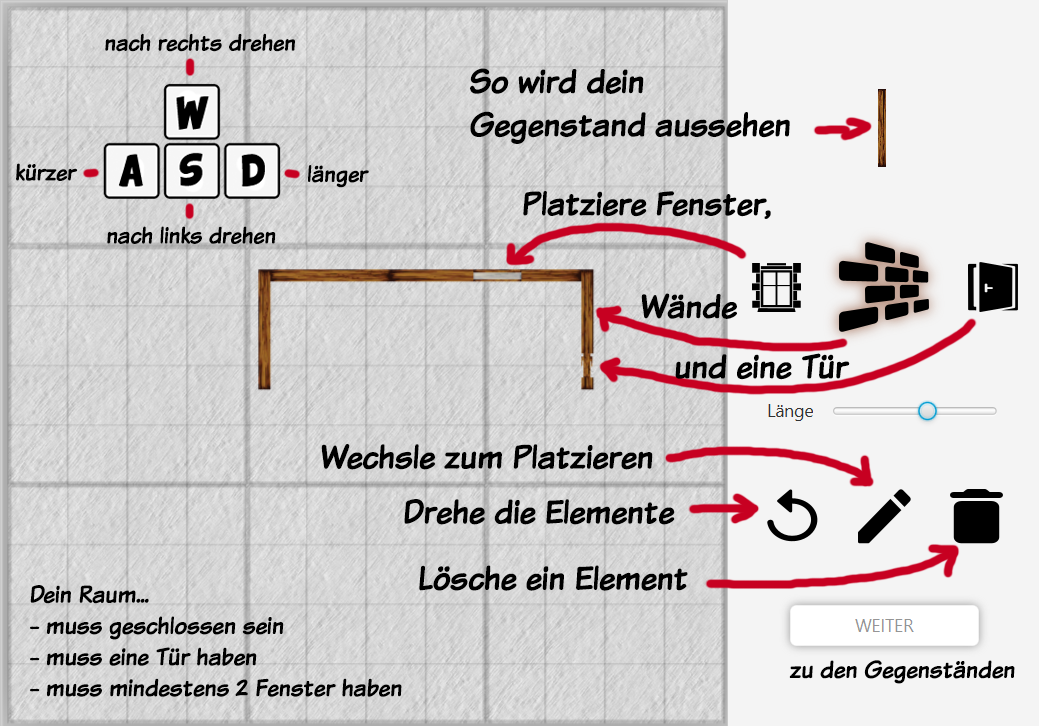 nach rechts drehen
W
kürzer
A S D
länger
nach links drehen
So wird dein
Gegenstand aussehen
Platziere Fenster,
Wände
und eine Tür
Länge
Wechsle zum Platzieren
Drehe die Elemente
Lösche ein Element
Dein Raum...
- muss geschlossen sein
- muss eine Tür haben
- muss mindestens 2 Fenster haben
WEITER
zu den Gegenständen